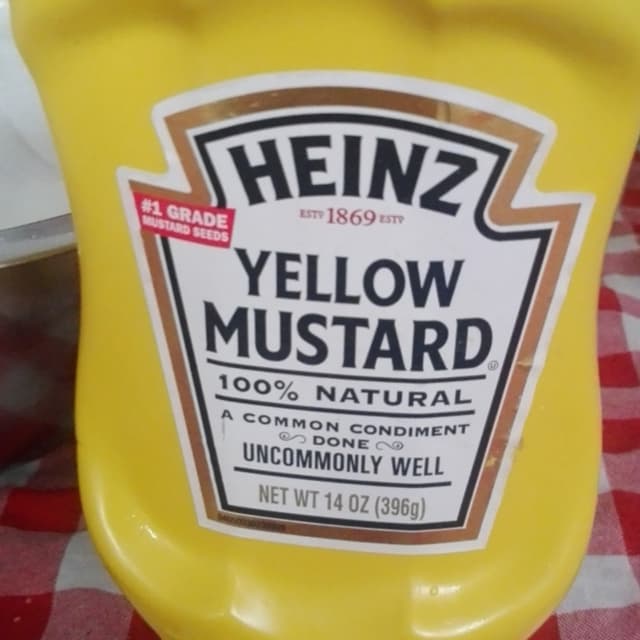 HEINZ
ESTD 1869 ESTD
#1 GRADE
MUSTARD SEEDS
YELLOW
MUSTARD
100% NATURAL
A COMMON CONDIMENT
DONE
UNCOMMONLY WELL
NET WT 14 OZ (396g)